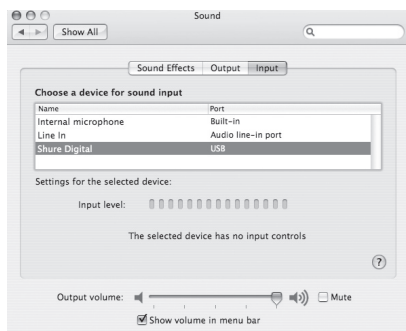 Sound
Show All
Sound Effects Output Input
Choose a device for sound input
Name Port
Internal microphone Built-in
Line In Audio line-in port
Shure Digital USB
Settings for the selected device:
Input level:
The selected device has no input controls
?
Output volume: Mute
Show volume in menu bar